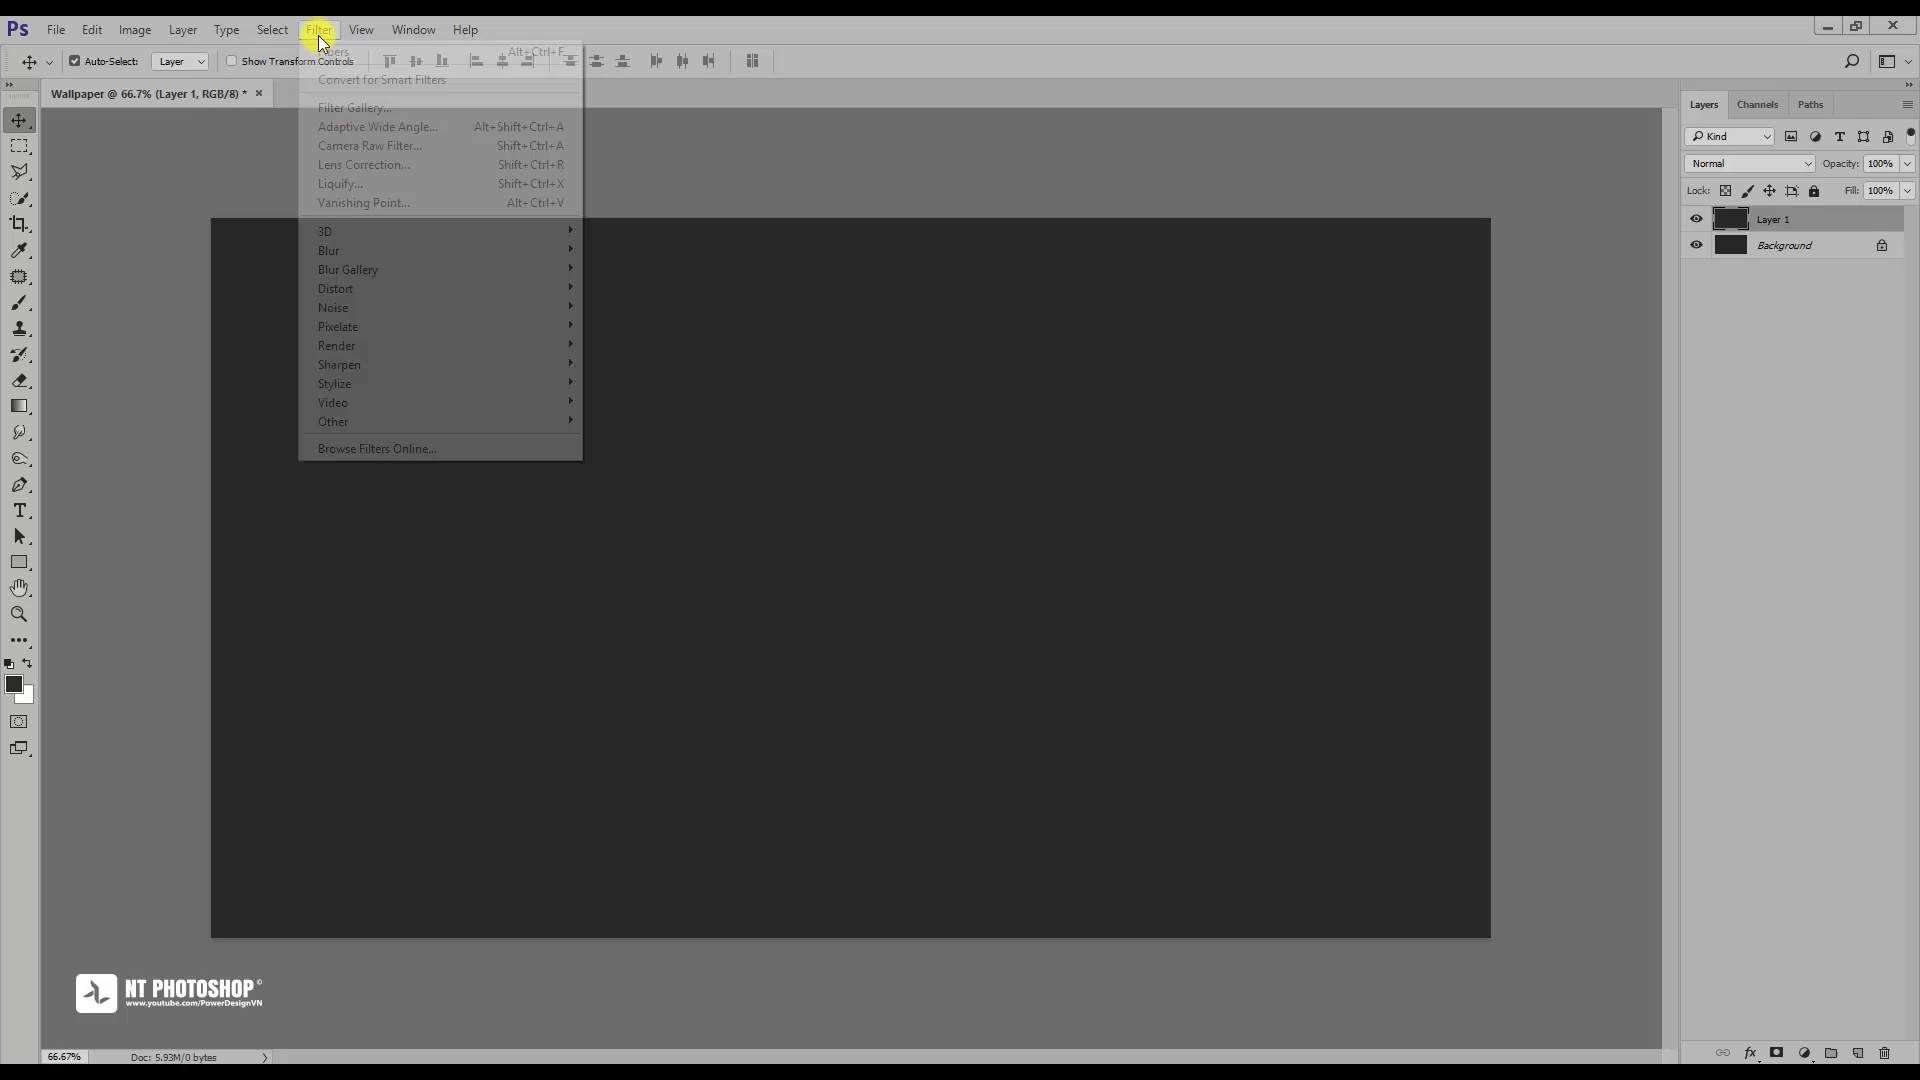 Ps File Edit Image Layer Type Select Filter View Window Help
Auto-Select: Layer Show Transform Controls
Wallpaper @ 66.7% (Layer 1, RGB/8) *
Alt+Ctrl+F
Convert for Smart Filters
Filter Gallery...
Adaptive Wide Angle... Alt+Shift+Ctrl+A
Camera Raw Filter... Shift+Ctrl+A
Lens Correction... Shift+Ctrl+R
Liquify... Shift+Ctrl+X
Vanishing Point... Alt+Ctrl+V
3D
Blur
Blur Gallery
Distort
Noise
Pixelate
Render
Sharpen
Stylize
Video
Other
Browse Filters Online...
Layers Channels Paths
Kind
Normal Opacity: 100%
Lock: Fill: 100%
Layer 1
Background
NT PHOTOSHOP©
www.youtube.com/PowerDesignVN
66.67% Doc: 5.93M/0 bytes
fx